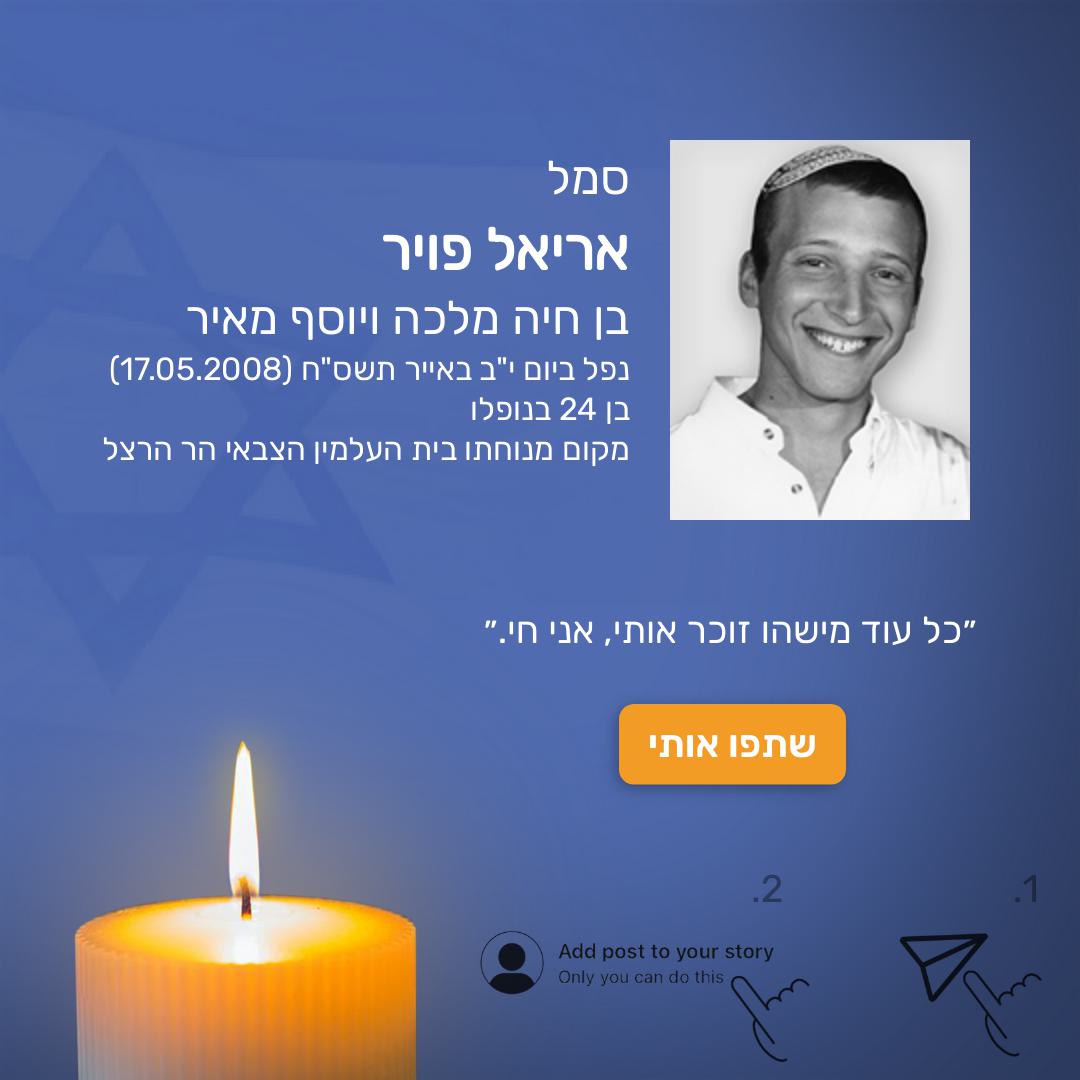 סמל
אריאל פויר
בן חיה מלכה ויוסף מאיר
נפל ביום י"ב באייר תשס"ח (17.05.2008)
בן 24 בנופלו
מקום מנוחתו בית העלמין הצבאי הר הרצל
״כל עוד מישהו זוכר אותי, אני חי.״
שתפו אותי
1.
2.
Add post to your story
Only you can do this